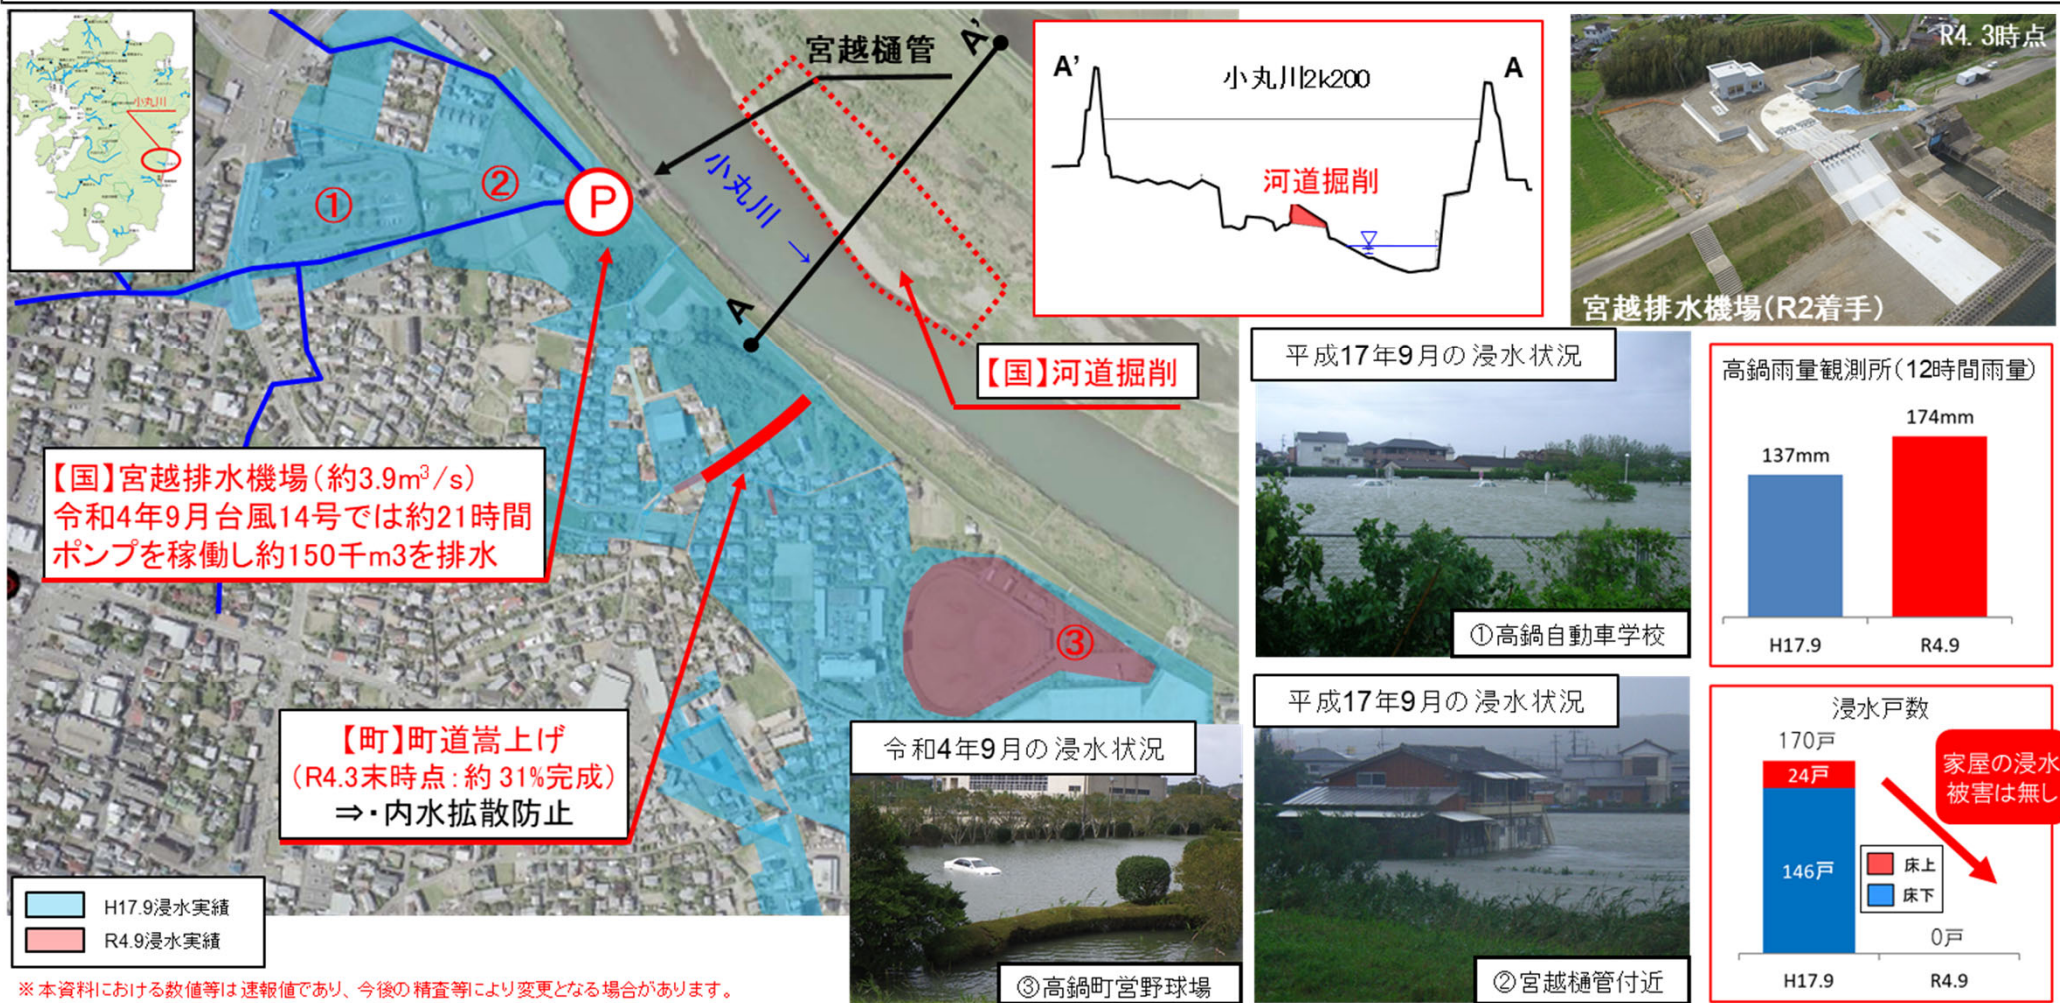 小丸川
宮越樋管
A'
A
小丸川
→
①
②
P
③
【国】河道掘削
【国】宮越排水機場(約3.9m³/s)
令和4年9月台風14号では約21時間
ポンプを稼働し約150千m3を排水
【町】町道嵩上げ
(R4.3末時点:約31%完成)
⇒・内水拡散防止
H17.9浸水実績
R4.9浸水実績
※本資料における数値等は速報値であり、今後の精査等により変更となる場合があります。
A'
小丸川2k200
A
河道掘削
R4.3時点
宮越排水機場(R2着手)
平成17年9月の浸水状況
①高鍋自動車学校
高鍋雨量観測所(12時間雨量)
174mm
137mm
H17.9
R4.9
令和4年9月の浸水状況
③高鍋町営野球場
平成17年9月の浸水状況
②宮越樋管付近
浸水戸数
170戸
24戸
146戸
家屋の浸水
被害は無し
床上
床下
0戸
H17.9
R4.9